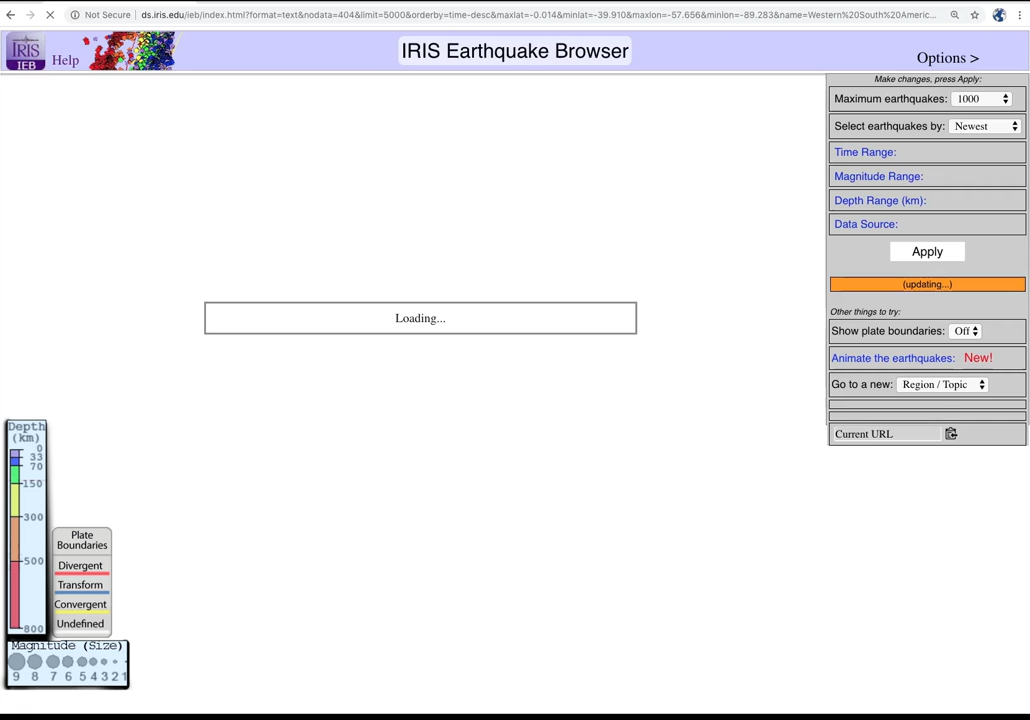 Not Secure | ds.iris.edu/ieb/index.html?format=text&nodata=404&limit=5000&orderby=time-desc&maxlat=-0.014&minlat=-39.910&maxlon=-57.656&minlon=-89.283&name=Western%20South%20Americ...
IRIS
IEB
Help
IRIS Earthquake Browser
Options >
Make changes, press Apply:
Maximum earthquakes: 1000
Select earthquakes by: Newest
Time Range:
Magnitude Range:
Depth Range (km):
Data Source:
Apply
(updating...)
Loading...
Other things to try:
Show plate boundaries: Off
Animate the earthquakes: New!
Go to a new: Region / Topic
Current URL
Depth
(km)
0
33
70
150
300
500
800
Plate
Boundaries
Divergent
Transform
Convergent
Undefined
Magnitude (Size)
9 8 7 6 5 4 3 2 1